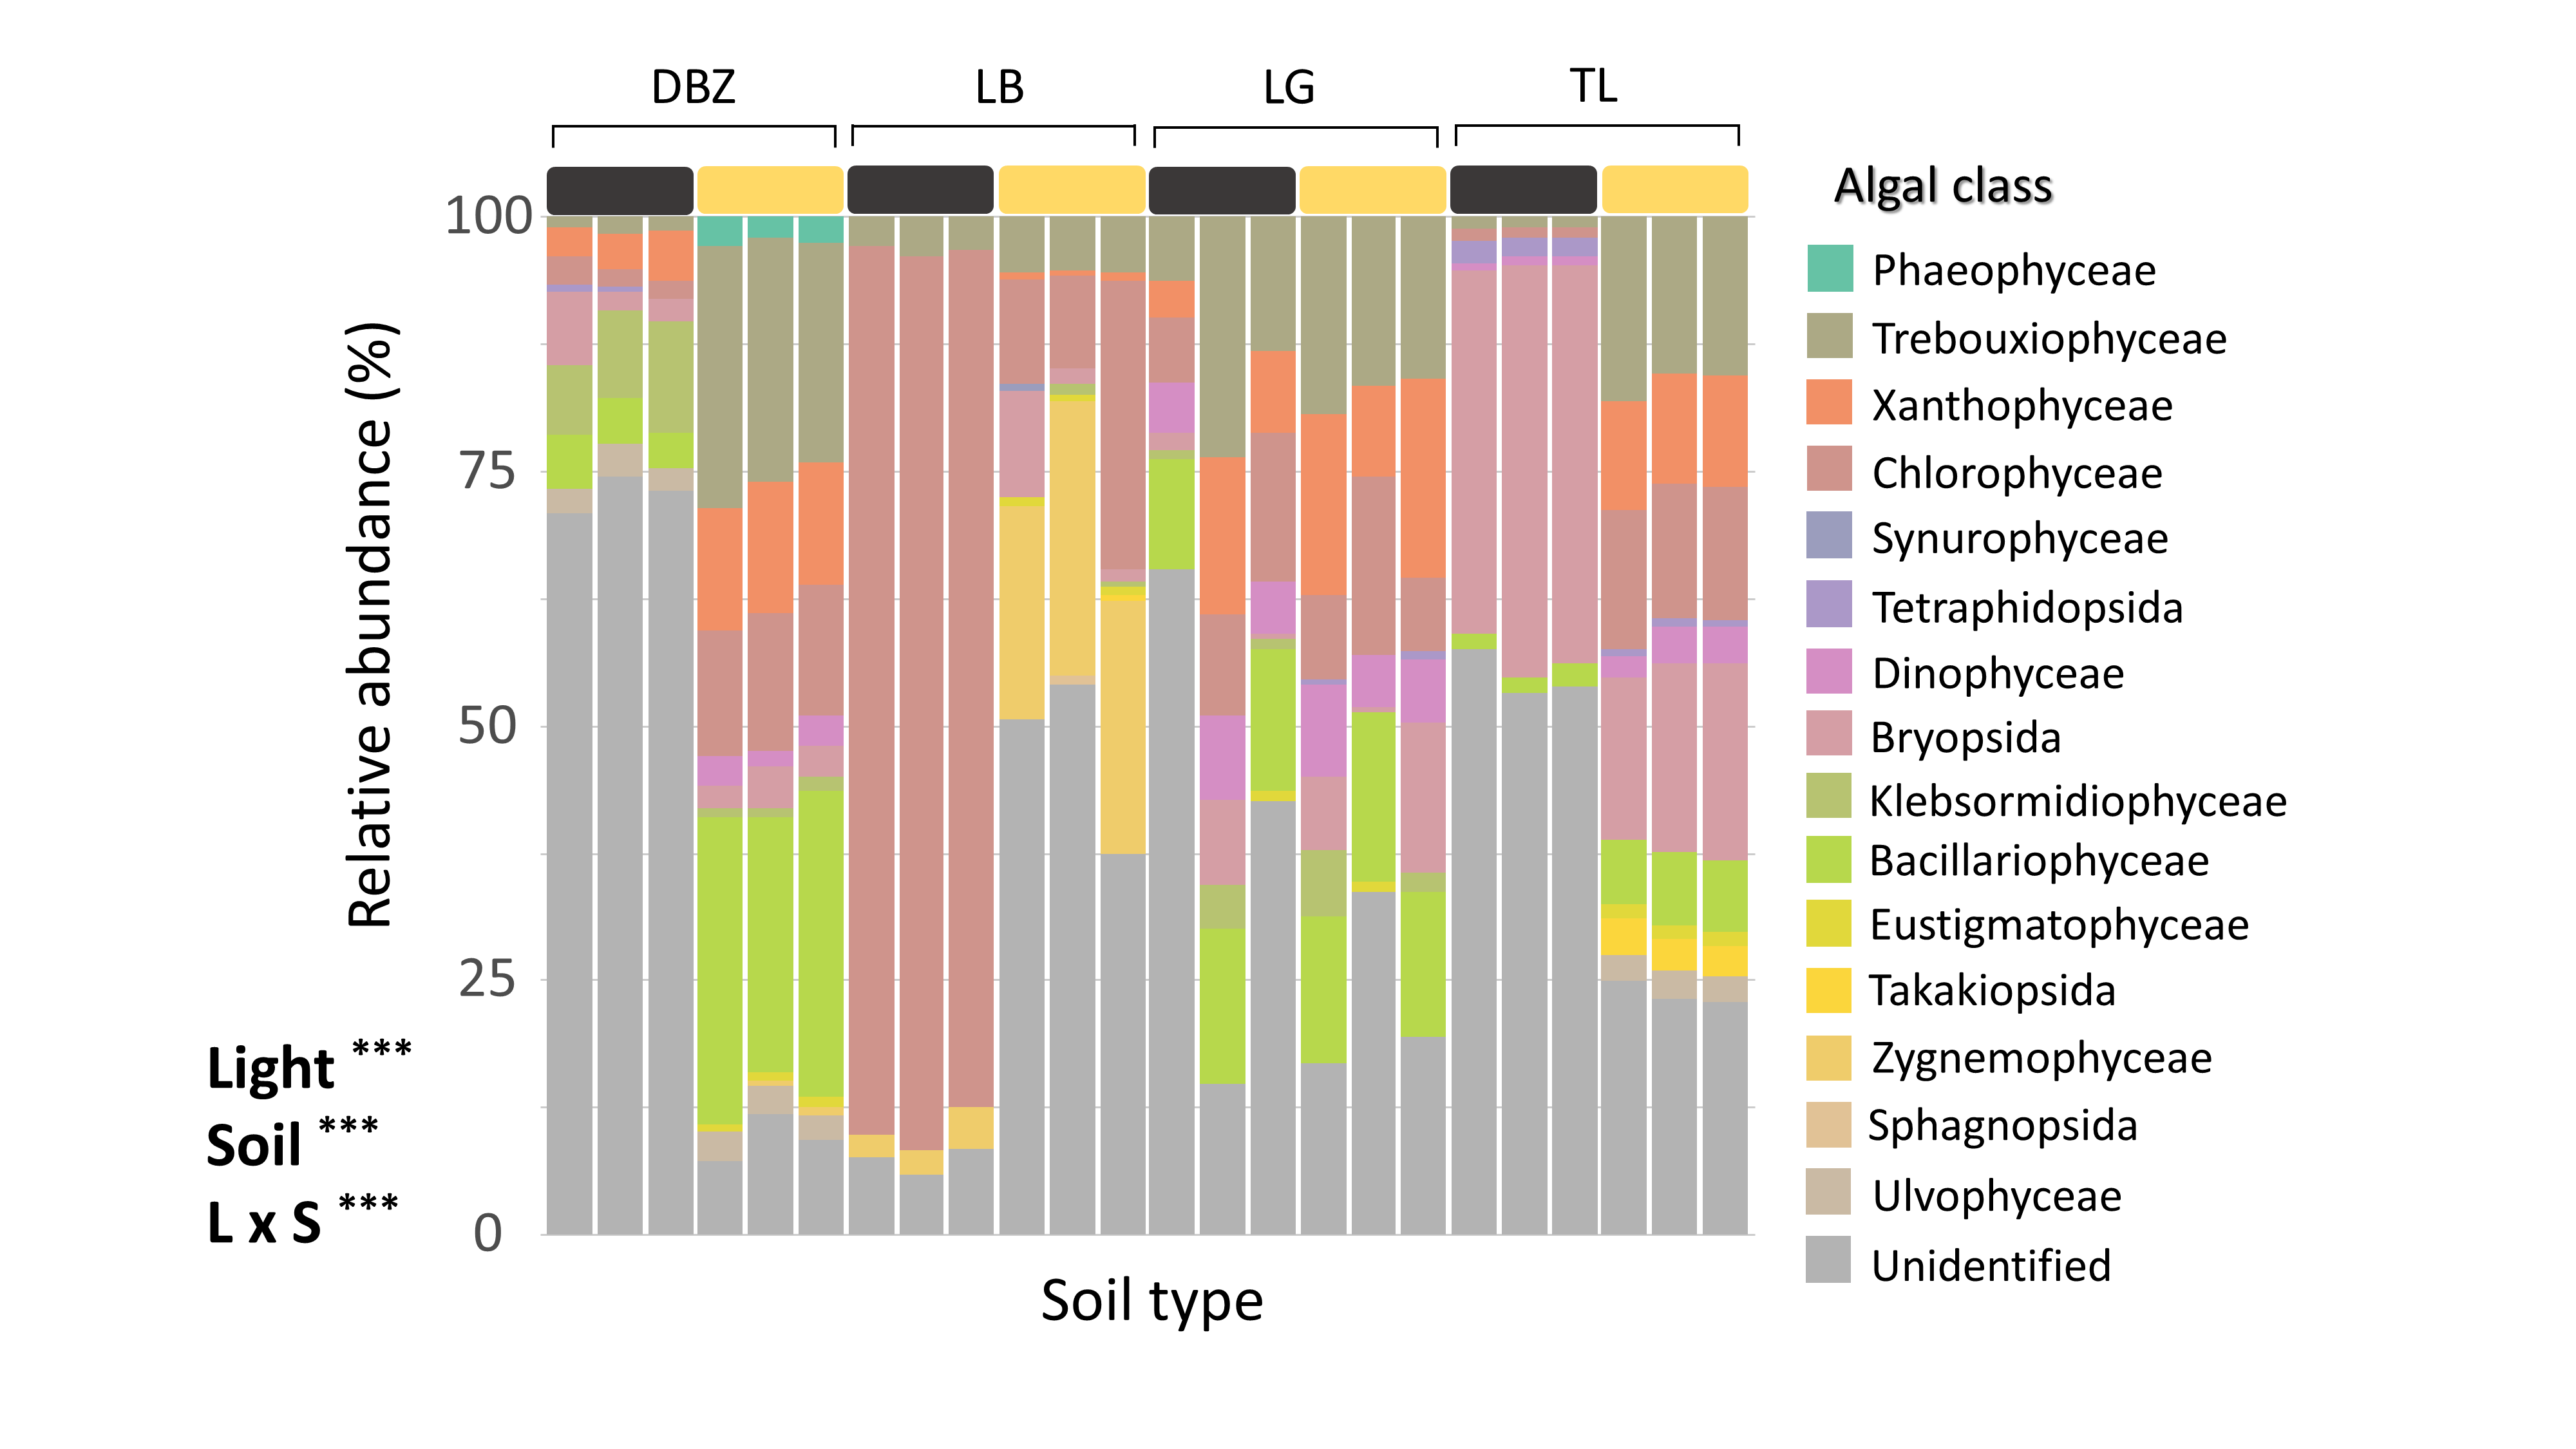 DBZ LB LG TL
Algal class
100
75
50
25
0
Relative abundance (%)
Phaeophyceae
Trebouxiophyceae
Xanthophyceae
Chlorophyceae
Synurophyceae
Tetraphidopsida
Dinophyceae
Bryopsida
Klebsormidiophyceae
Bacillariophyceae
Eustigmatophyceae
Takakiopsida
Zygnemophyceae
Sphagnopsida
Ulvophyceae
Unidentified
Light ***
Soil ***
L x S ***
Soil type